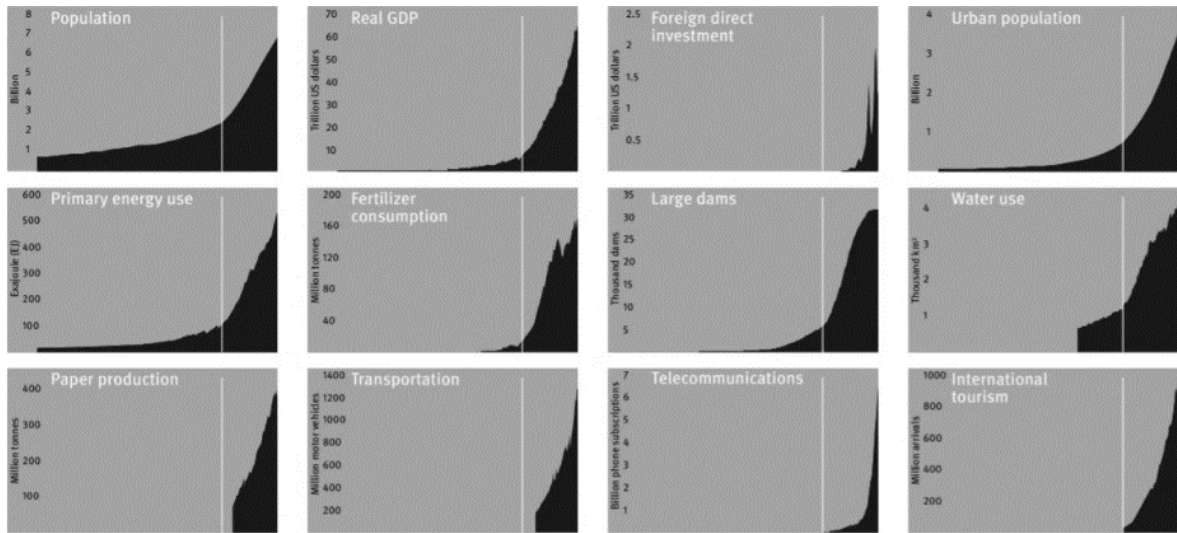 Population
Billion
8
7
6
5
4
3
2
1
Real GDP
Trillion US dollars
70
60
50
40
30
20
10
Foreign direct
investment
Trillion US dollars
2.5
2
1.5
1
0.5
Urban population
Billion
4
3
2
1
Primary energy use
Exajoule (EJ)
600
500
400
300
200
100
Fertilizer
consumption
Million tonnes
200
160
120
80
40
Large dams
Thousand dams
35
30
25
20
15
10
5
Water use
Thousand km³
4
3
2
1
Paper production
Million tonnes
400
300
200
100
Transportation
Million motor vehicles
1400
1200
1000
800
600
400
200
Telecommunications
Billion phone subscriptions
7
6
5
4
3
2
1
International
tourism
Million arrivals
1000
800
600
400
200